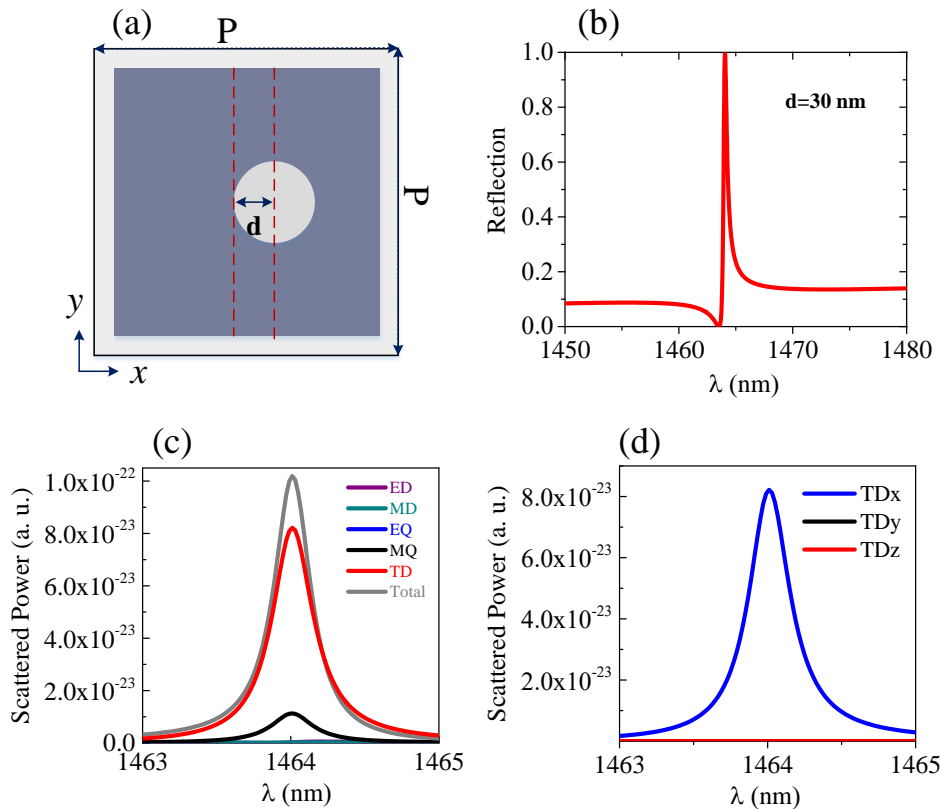 (a)
P
P
d
y
x
(b)
1.0
0.8
0.6
0.4
0.2
0.0
Reflection
d=30 nm
1450 1460 1470 1480
λ (nm)
(c)
1.0x10⁻²²
8.0x10⁻²³
6.0x10⁻²³
4.0x10⁻²³
2.0x10⁻²³
0.0
Scattered Power (a. u.)
ED
MD
EQ
MQ
TD
Total
1463 1464 1465
λ (nm)
(d)
8.0x10⁻²³
6.0x10⁻²³
4.0x10⁻²³
2.0x10⁻²³
Scattered Power (a. u.)
TDx
TDy
TDz
1463 1464 1465
λ (nm)